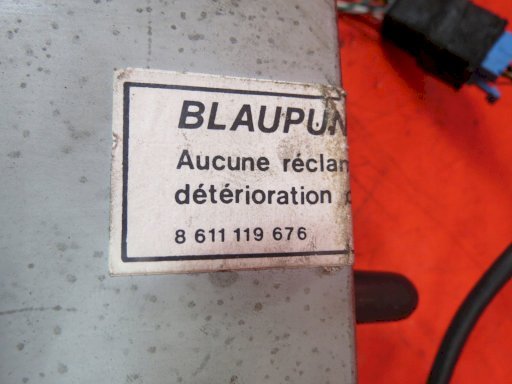 BLAUPUN
Aucune réclam
détérioration
8 611 119 676